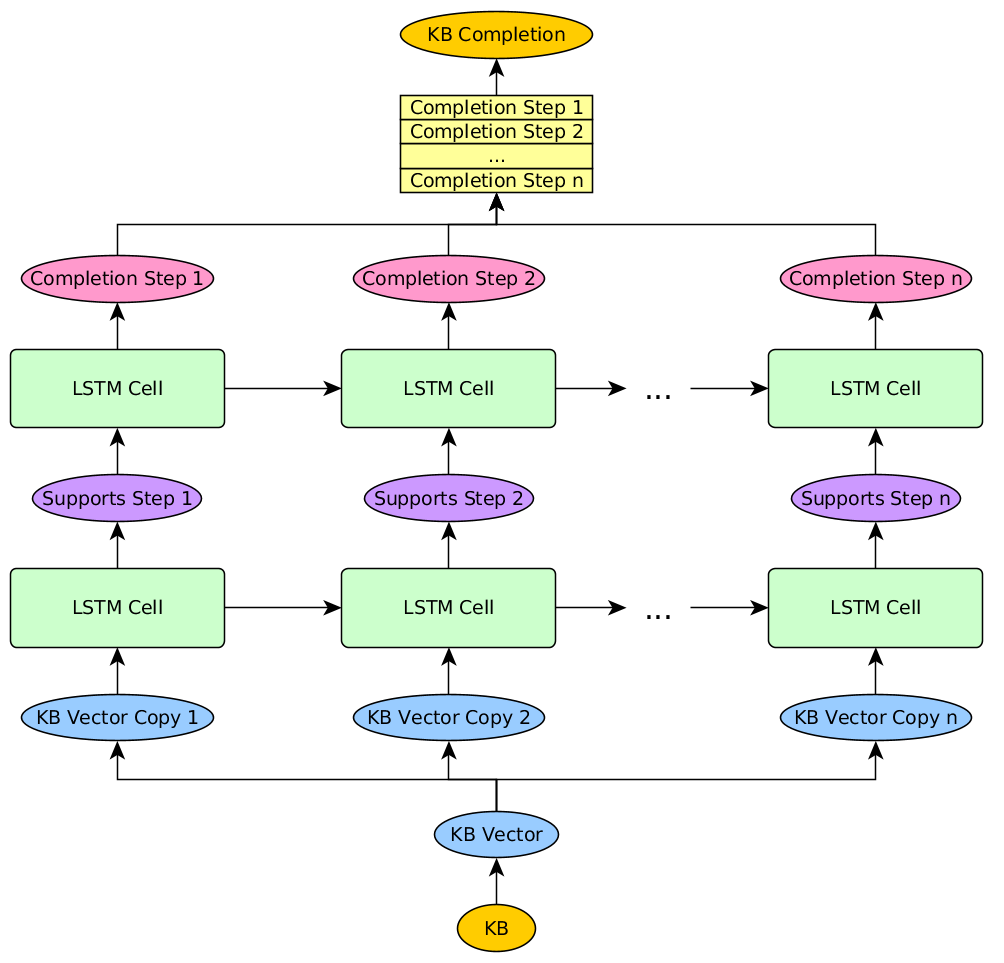 KB Completion
Completion Step 1
Completion Step 2
...
Completion Step n
Completion Step 1
Completion Step 2
Completion Step n
LSTM Cell
LSTM Cell
...
LSTM Cell
Supports Step 1
Supports Step 2
Supports Step n
LSTM Cell
LSTM Cell
...
LSTM Cell
KB Vector Copy 1
KB Vector Copy 2
KB Vector Copy n
KB Vector
KB